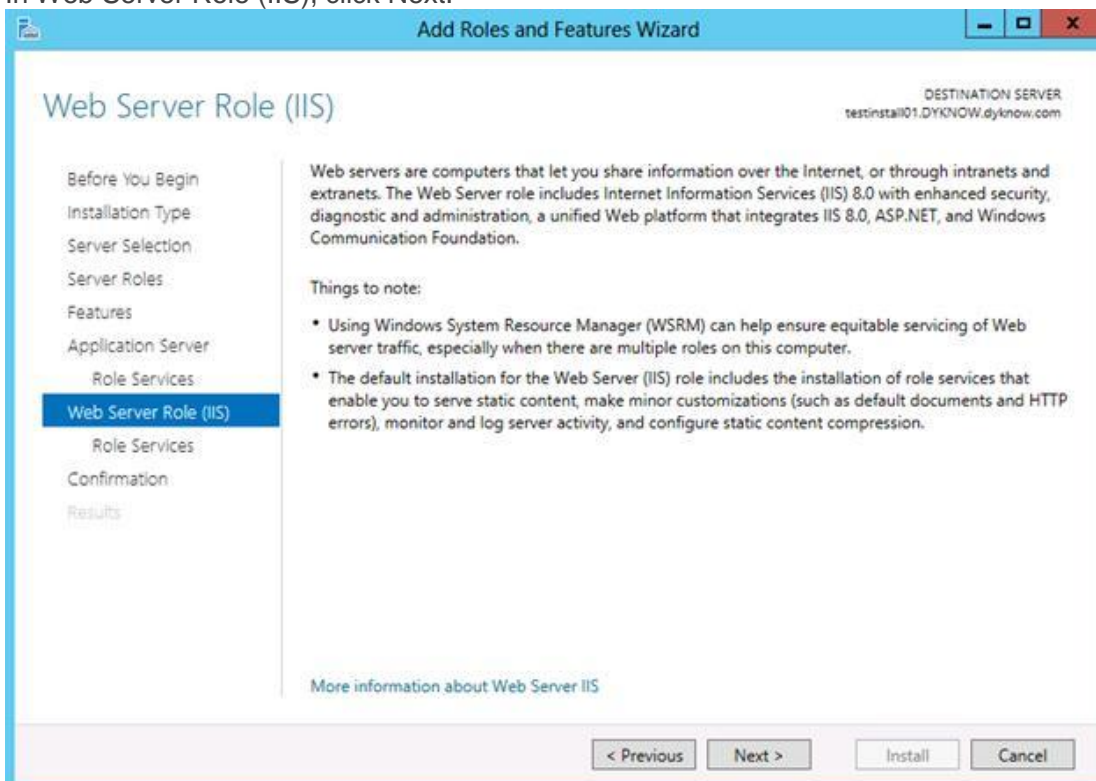 in Web Server Role (IIS), click Next.
Add Roles and Features Wizard
Web Server Role (IIS)
DESTINATION SERVER
testinstall01.DYKNOW.dyknow.com
Before You Begin
Installation Type
Server Selection
Server Roles
Features
Application Server
Role Services
Web Server Role (IIS)
Role Services
Confirmation
Results
Web servers are computers that let you share information over the Internet, or through intranets and
extranets. The Web Server role includes Internet Information Services (IIS) 8.0 with enhanced security,
diagnostic and administration, a unified Web platform that integrates IIS 8.0, ASP.NET, and Windows
Communication Foundation.
Things to note:
• Using Windows System Resource Manager (WSRM) can help ensure equitable servicing of Web
server traffic, especially when there are multiple roles on this computer.
• The default installation for the Web Server (IIS) role includes the installation of role services that
enable you to serve static content, make minor customizations (such as default documents and HTTP
errors), monitor and log server activity, and configure static content compression.
More information about Web Server IIS
< Previous
Next >
Install
Cancel